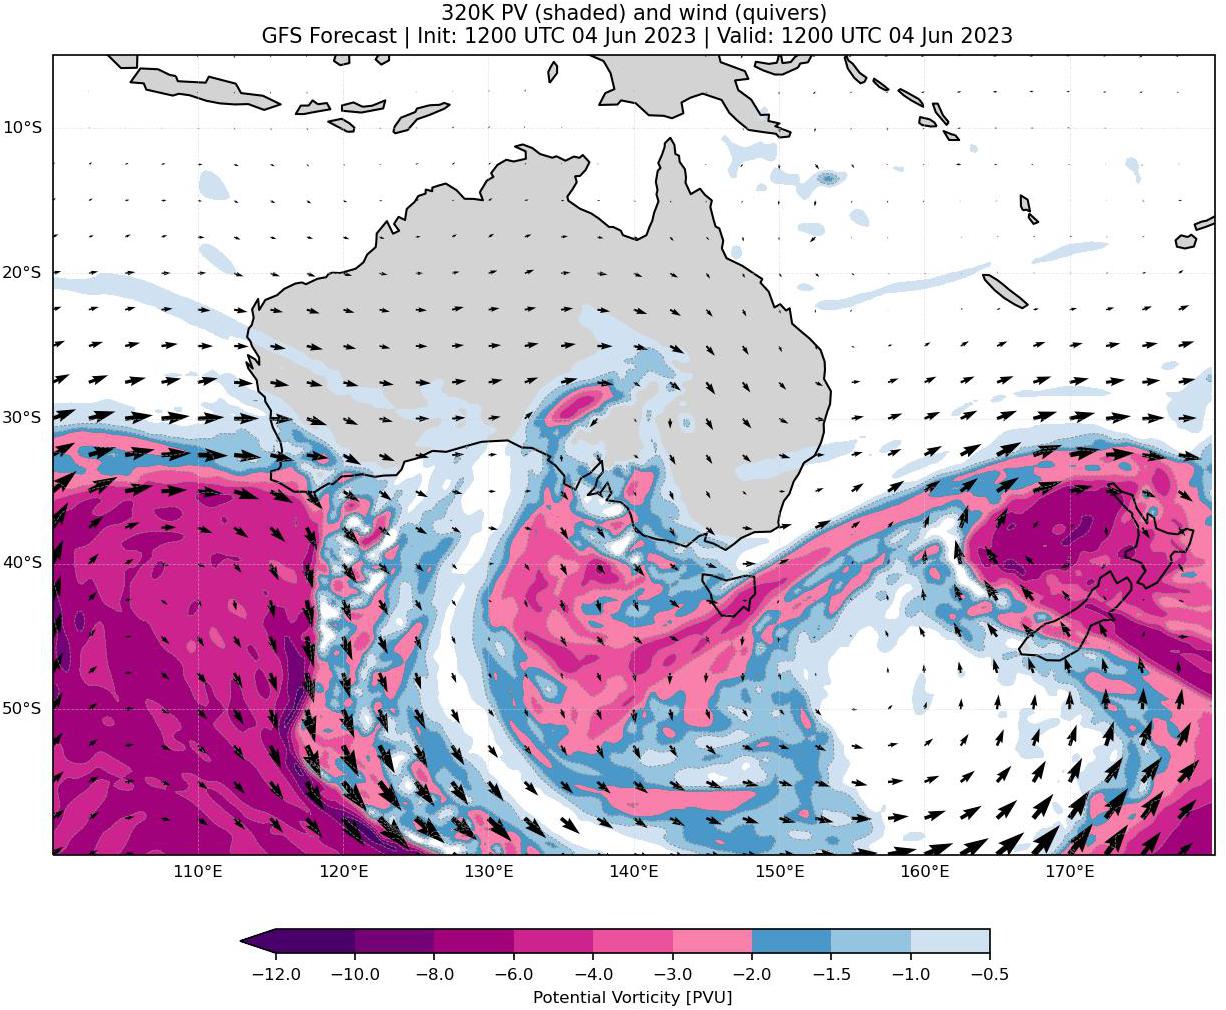 320K PV (shaded) and wind (quivers)
GFS Forecast | Init: 1200 UTC 04 Jun 2023 | Valid: 1200 UTC 04 Jun 2023
10°S
20°S
30°S
40°S
50°S
110°E 120°E 130°E 140°E 150°E 160°E 170°E
−12.0 −10.0 −8.0 −6.0 −4.0 −3.0 −2.0 −1.5 −1.0 −0.5
Potential Vorticity [PVU]